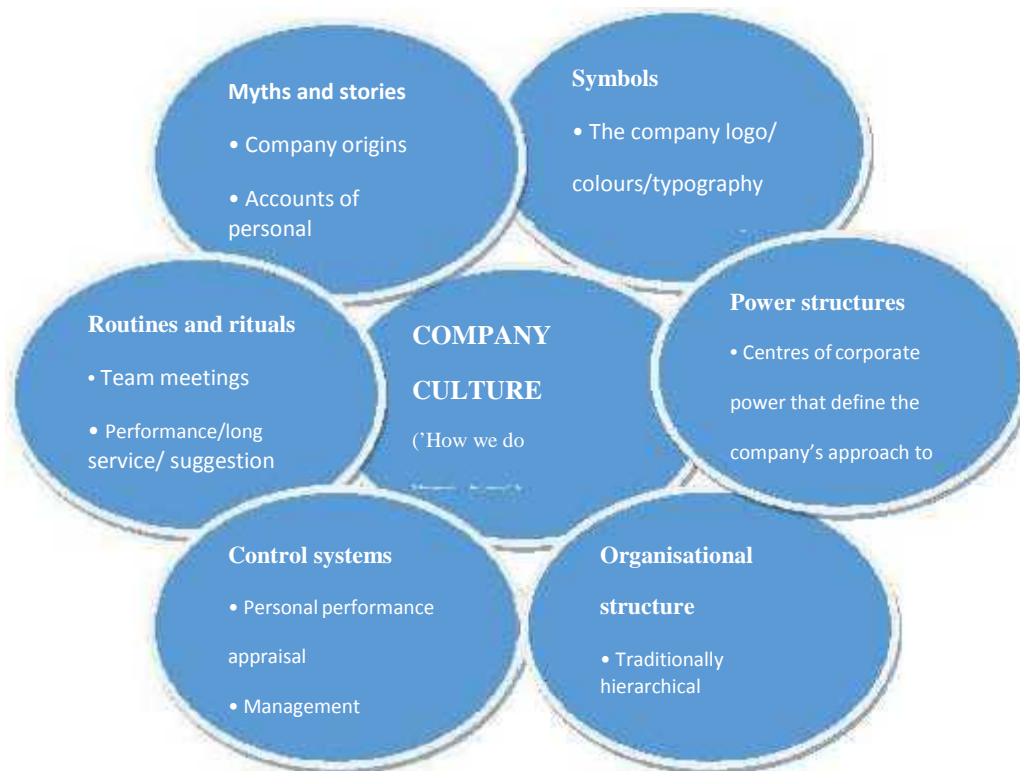 Myths and stories
• Company origins
• Accounts of
personal
Symbols
• The company logo/
colours/typography
Routines and rituals
• Team meetings
• Performance/long
service/ suggestion
COMPANY
CULTURE
('How we do
Power structures
• Centres of corporate
power that define the
company's approach to
Control systems
• Personal performance
appraisal
• Management
Organisational
structure
• Traditionally
hierarchical